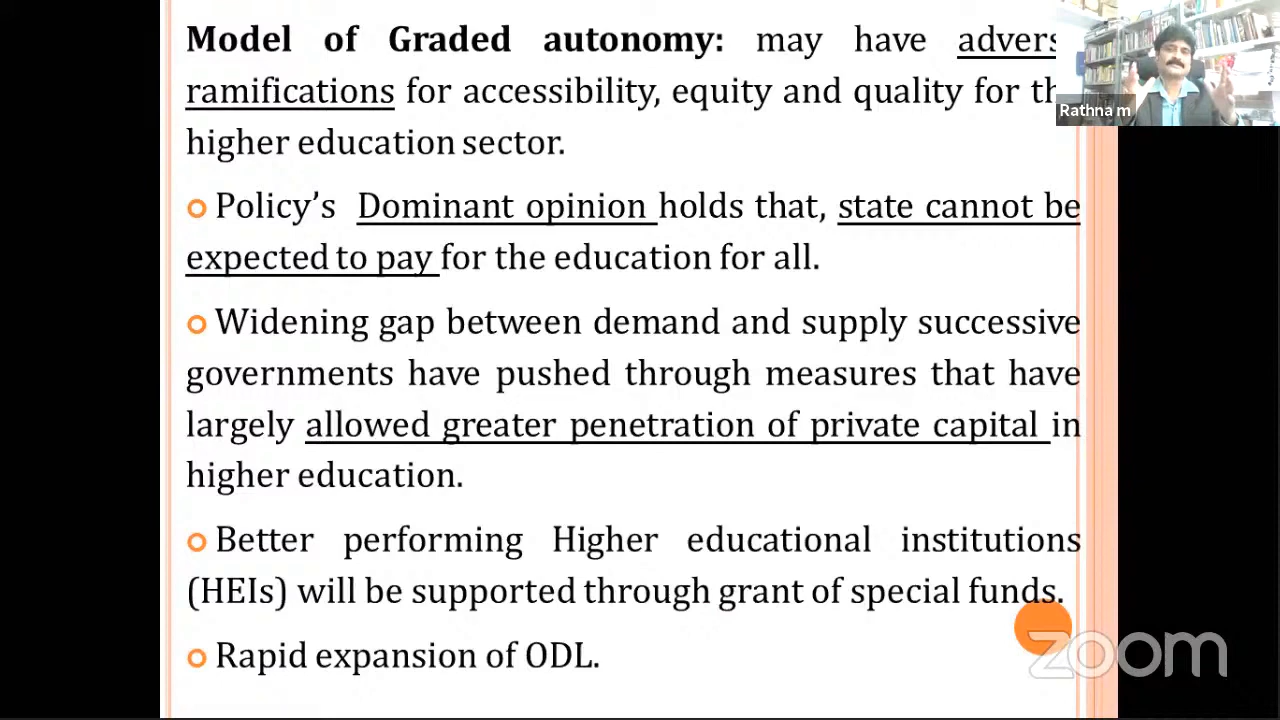 Model of Graded autonomy: may have advers
ramifications for accessibility, equity and quality for th
higher education sector.
Policy's Dominant opinion holds that, state cannot be
expected to pay for the education for all.
Widening gap between demand and supply successive
governments have pushed through measures that have
largely allowed greater penetration of private capital in
higher education.
Better performing Higher educational institutions
(HEIs) will be supported through grant of special funds.
Rapid expansion of ODL.
Rathna m
zoom